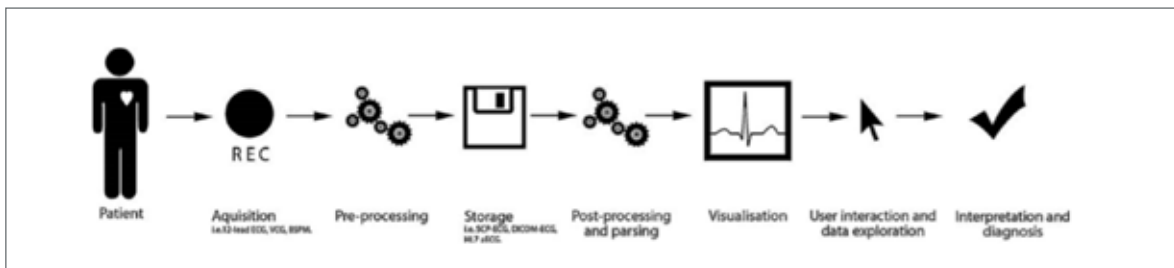 REC
Patient
Aquisition
i.e.12-lead ECG, VCG, BSPM.
Pre-processing
Storage
i.e. SCP-ECG, DICOM-ECG,
HL7 aECG.
Post-processing
and parsing
Visualisation
User interaction and
data exploration
Interpretation and
diagnosis